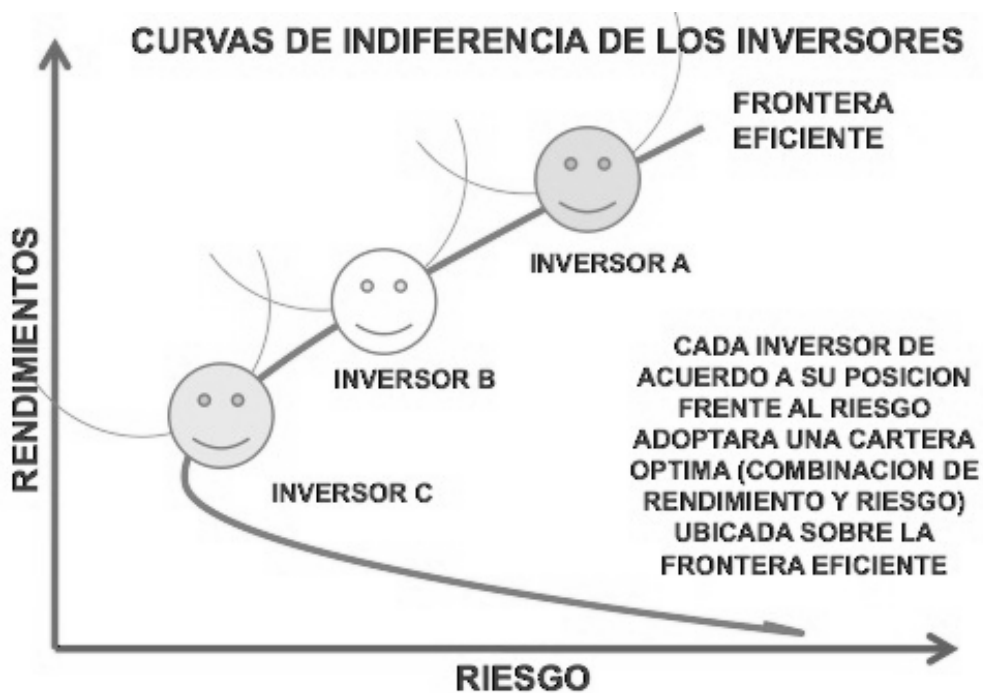 CURVAS DE INDIFERENCIA DE LOS INVERSORES
FRONTERA
EFICIENTE
INVERSOR A
INVERSOR B
INVERSOR C
RENDIMIENTOS
CADA INVERSOR DE
ACUERDO A SU POSICION
FRENTE AL RIESGO
ADOPTARA UNA CARTERA
OPTIMA (COMBINACION DE
RENDIMIENTO Y RIESGO)
UBICADA SOBRE LA
FRONTERA EFICIENTE
RIESGO